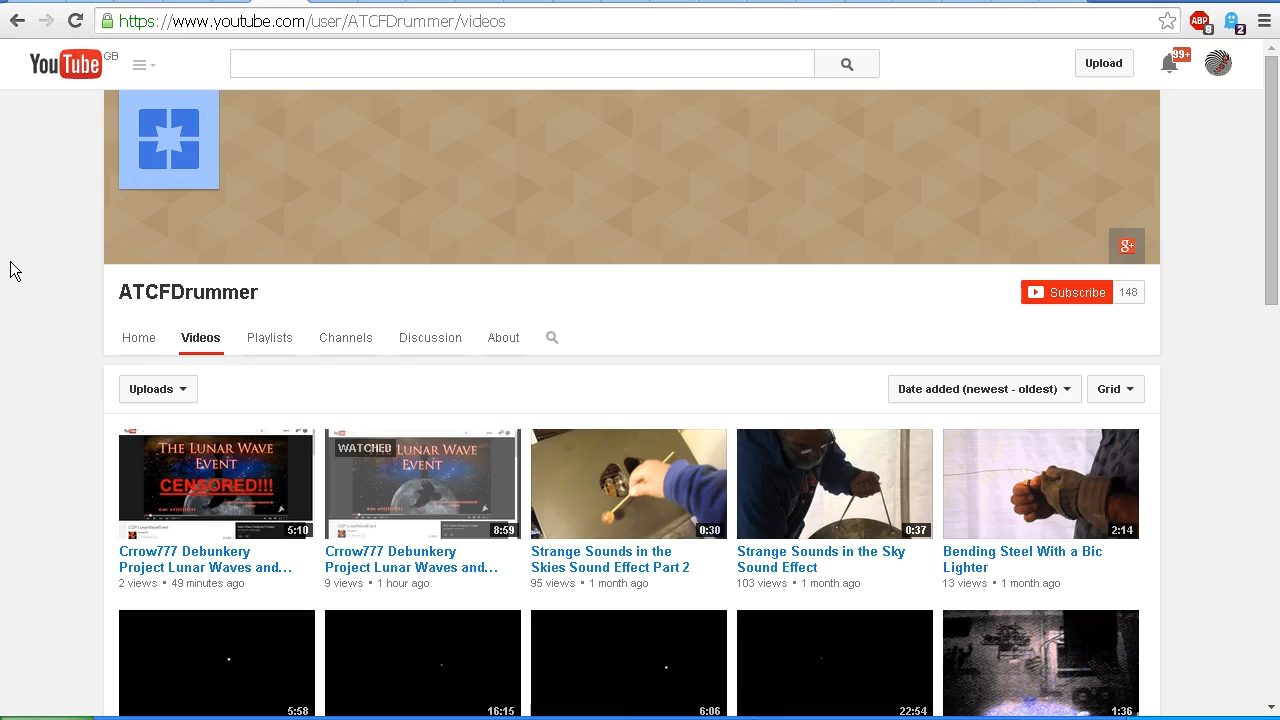 https://www.youtube.com/user/ATCFDrummer/videos
ABP
8
2
YouTube GB
Upload
99+
g+
ATCFDrummer
Subscribe 148
Home Videos Playlists Channels Discussion About
Uploads
Date added (newest - oldest) Grid
THE LUNAR WAVE
EVENT
CENSORED!!!
5:10
WATCHED
LUNAR WAVE
EVENT
8:59
0:30
0:37
2:14
Crrow777 Debunkery
Project Lunar Waves and...
2 views • 49 minutes ago
Crrow777 Debunkery
Project Lunar Waves and...
9 views • 1 hour ago
Strange Sounds in the
Skies Sound Effect Part 2
95 views • 1 month ago
Strange Sounds in the Sky
Sound Effect
103 views • 1 month ago
Bending Steel With a Bic
Lighter
13 views • 1 month ago
5:58
16:15
6:06
22:54
1:36